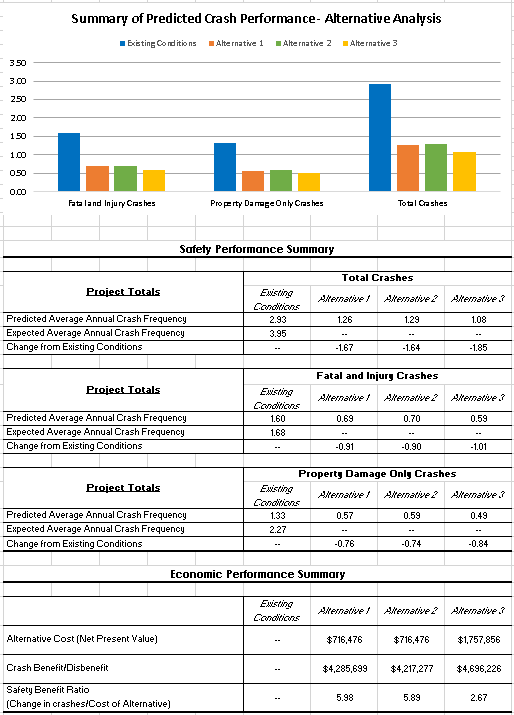 Summary of Predicted Crash Performance- Alternative Analysis
Existing Conditions Alternative 1 Alternative 2 Alternative 3
3.50
3.00
2.50
2.00
1.50
1.00
0.50
0.00
Fatal and Injury Crashes Property Damage Only Crashes Total Crashes
Safety Performance Summary
Total Crashes
Project Totals Existing Conditions Alternative 1 Alternative 2 Alternative 3
Predicted Average Annual Crash Frequency 2.93 1.26 1.29 1.08
Expected Average Annual Crash Frequency 3.95 -- -- --
Change from Existing Conditions -- -1.67 -1.64 -1.85
Fatal and Injury Crashes
Project Totals Existing Conditions Alternative 1 Alternative 2 Alternative 3
Predicted Average Annual Crash Frequency 1.60 0.69 0.70 0.59
Expected Average Annual Crash Frequency 1.68 -- -- --
Change from Existing Conditions -- -0.91 -0.90 -1.01
Property Damage Only Crashes
Project Totals Existing Conditions Alternative 1 Alternative 2 Alternative 3
Predicted Average Annual Crash Frequency 1.33 0.57 0.59 0.49
Expected Average Annual Crash Frequency 2.27 -- -- --
Change from Existing Conditions -- -0.76 -0.74 -0.84
Economic Performance Summary
Existing Conditions Alternative 1 Alternative 2 Alternative 3
Alternative Cost (Net Present Value) -- $716,476 $716,476 $1,757,856
Crash Benefit/Disbenefit -- $4,285,699 $4,217,277 $4,696,226
Safety Benefit Ratio
(Change in crashes/Cost of Alternative) -- 5.98 5.89 2.67